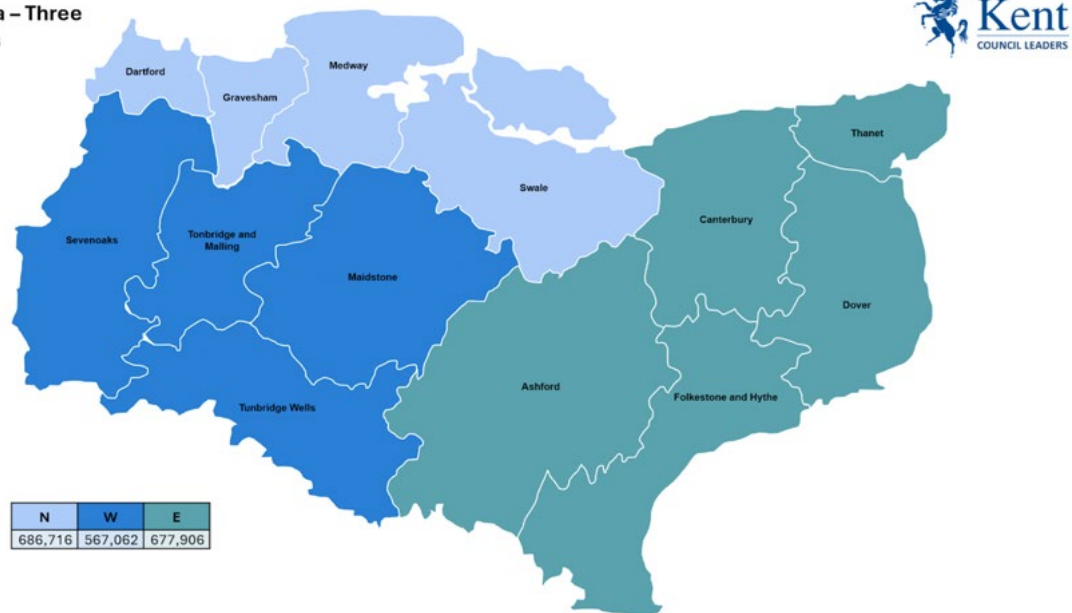 a – Three
Kent
COUNCIL LEADERS
Dartford
Gravesham
Medway
Thanet
Swale
Canterbury
Sevenoaks
Tonbridge and
Malling
Maidstone
Dover
Ashford
Folkestone and Hythe
Tunbridge Wells
N W E
686,716 567,062 677,906